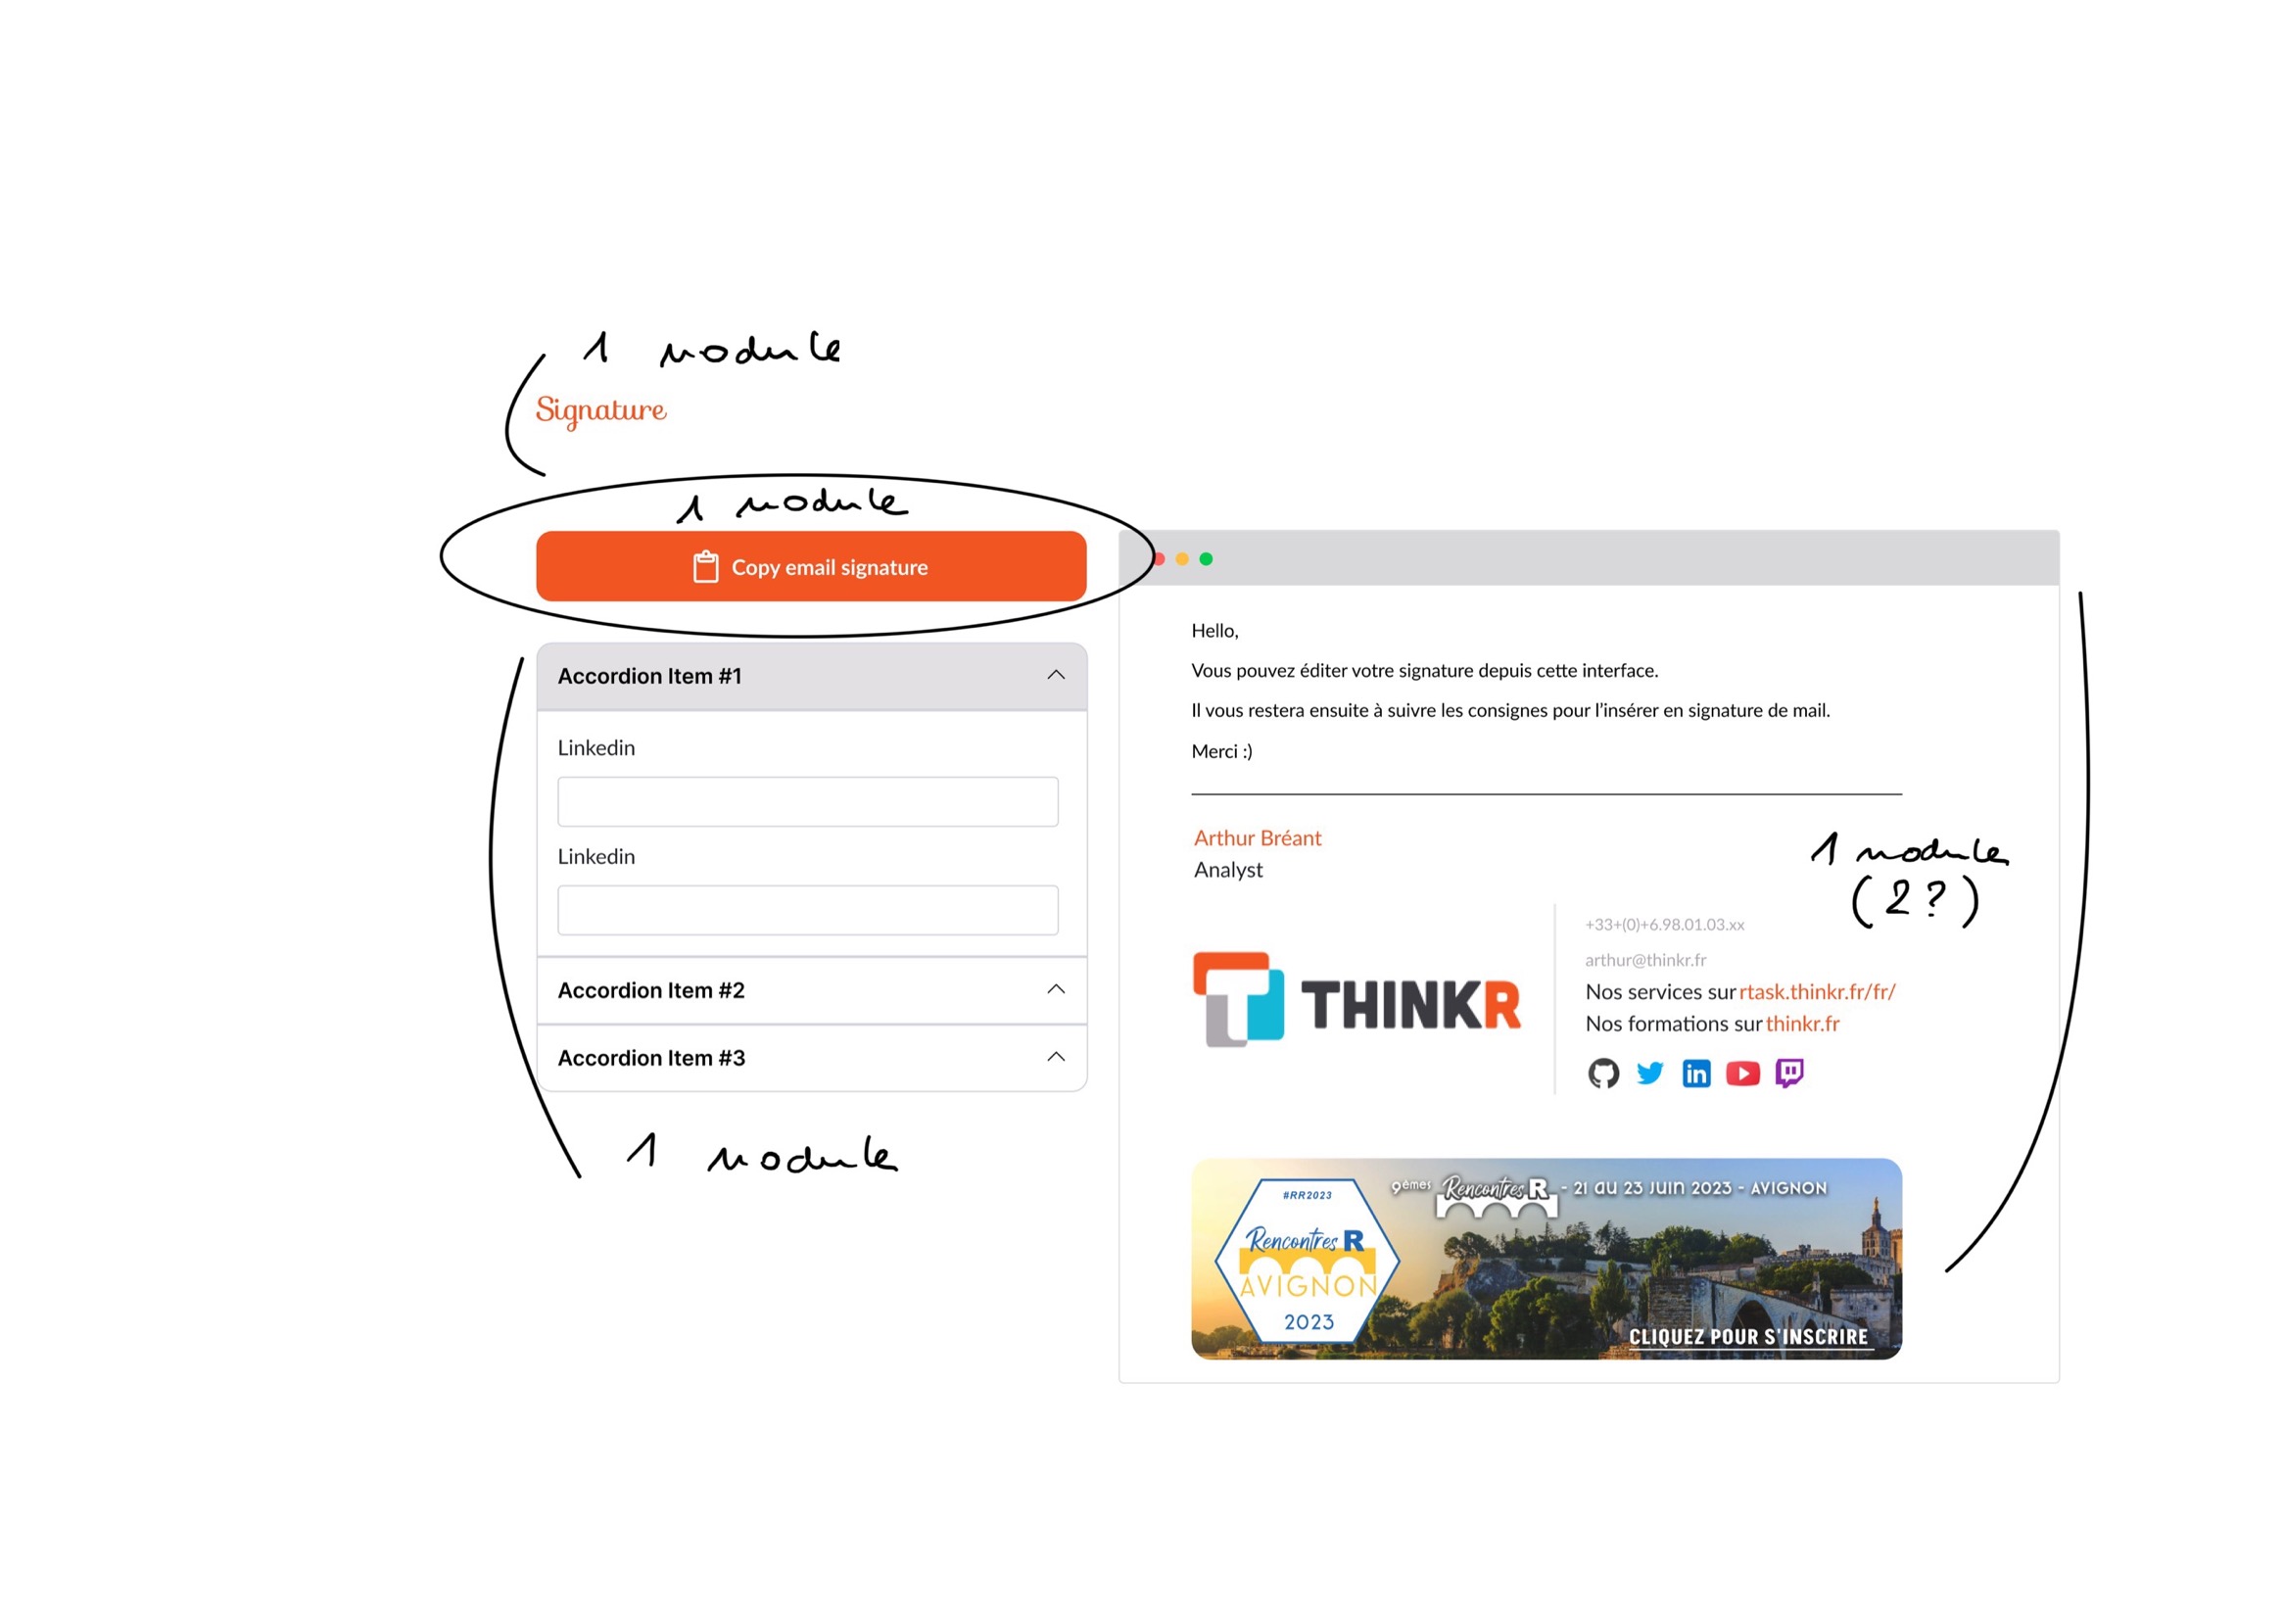 1 module
Signature
1 module
Copy email signature
Accordion Item #1
Linkedin
Linkedin
Accordion Item #2
Accordion Item #3
1 module
Hello,
Vous pouvez éditer votre signature depuis cette interface.
Il vous restera ensuite à suivre les consignes pour l'insérer en signature de mail.
Merci :)
Arthur Bréant
Analyst
1 module
(2?)
THINKR
+33+(0)+6.98.01.03.xx
arthur@thinkr.fr
Nos services sur rtask.thinkr.fr/fr/
Nos formations sur thinkr.fr
in
#RR2023
Rencontres R
AVIGNON
2023
9èmes Rencontres R - 21 au 23 Juin 2023 - AVIGNON
CLIQUEZ POUR S'INSCRIRE